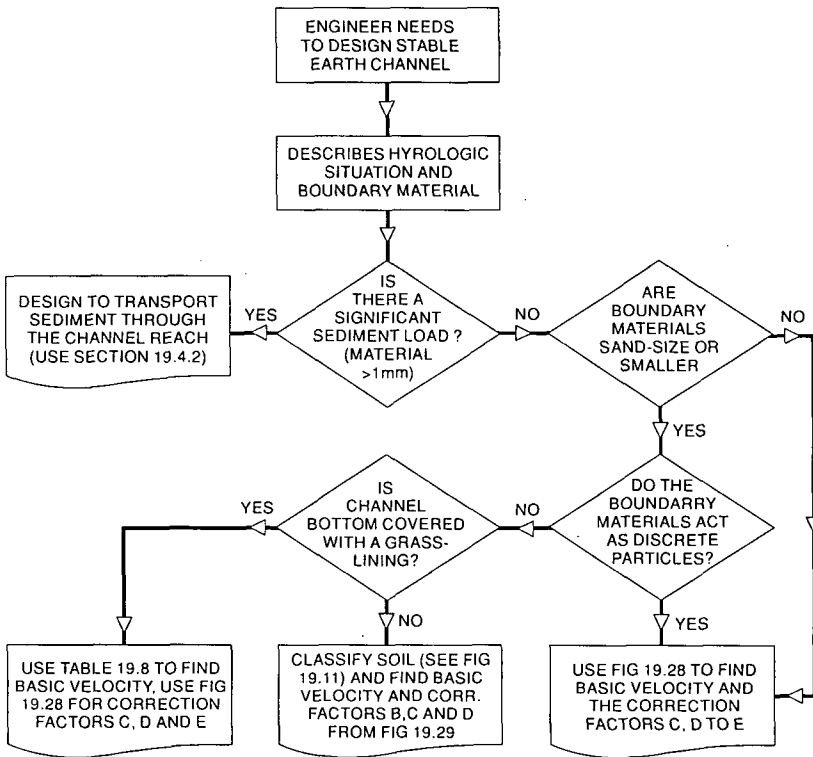 ENGINEER NEEDS
TO DESIGN STABLE
EARTH CHANNEL
DESCRIBES HYROLOGIC
SITUATION AND
BOUNDARY MATERIAL
IS
THERE A
SIGNIFICANT
SEDIMENT LOAD ?
(MATERIAL
>1mm)
YES
DESIGN TO TRANSPORT
SEDIMENT THROUGH
THE CHANNEL REACH
(USE SECTION 19.4.2)
NO
ARE
BOUNDARY
MATERIALS
SAND-SIZE OR
SMALLER
NO
YES
DO THE
BOUNDARRY
MATERIALS ACT
AS DISCRETE
PARTICLES?
NO
IS
CHANNEL
BOTTOM COVERED
WITH A GRASS-
LINING?
YES
NO
YES
USE TABLE 19.8 TO FIND
BASIC VELOCITY, USE FIG
19.28 FOR CORRECTION
FACTORS C, D AND E
CLASSIFY SOIL (SEE FIG
19.11) AND FIND BASIC
VELOCITY AND CORR.
FACTORS B,C AND D
FROM FIG 19.29
USE FIG 19.28 TO FIND
BASIC VELOCITY AND
THE CORRECTION
FACTORS C, D TO E